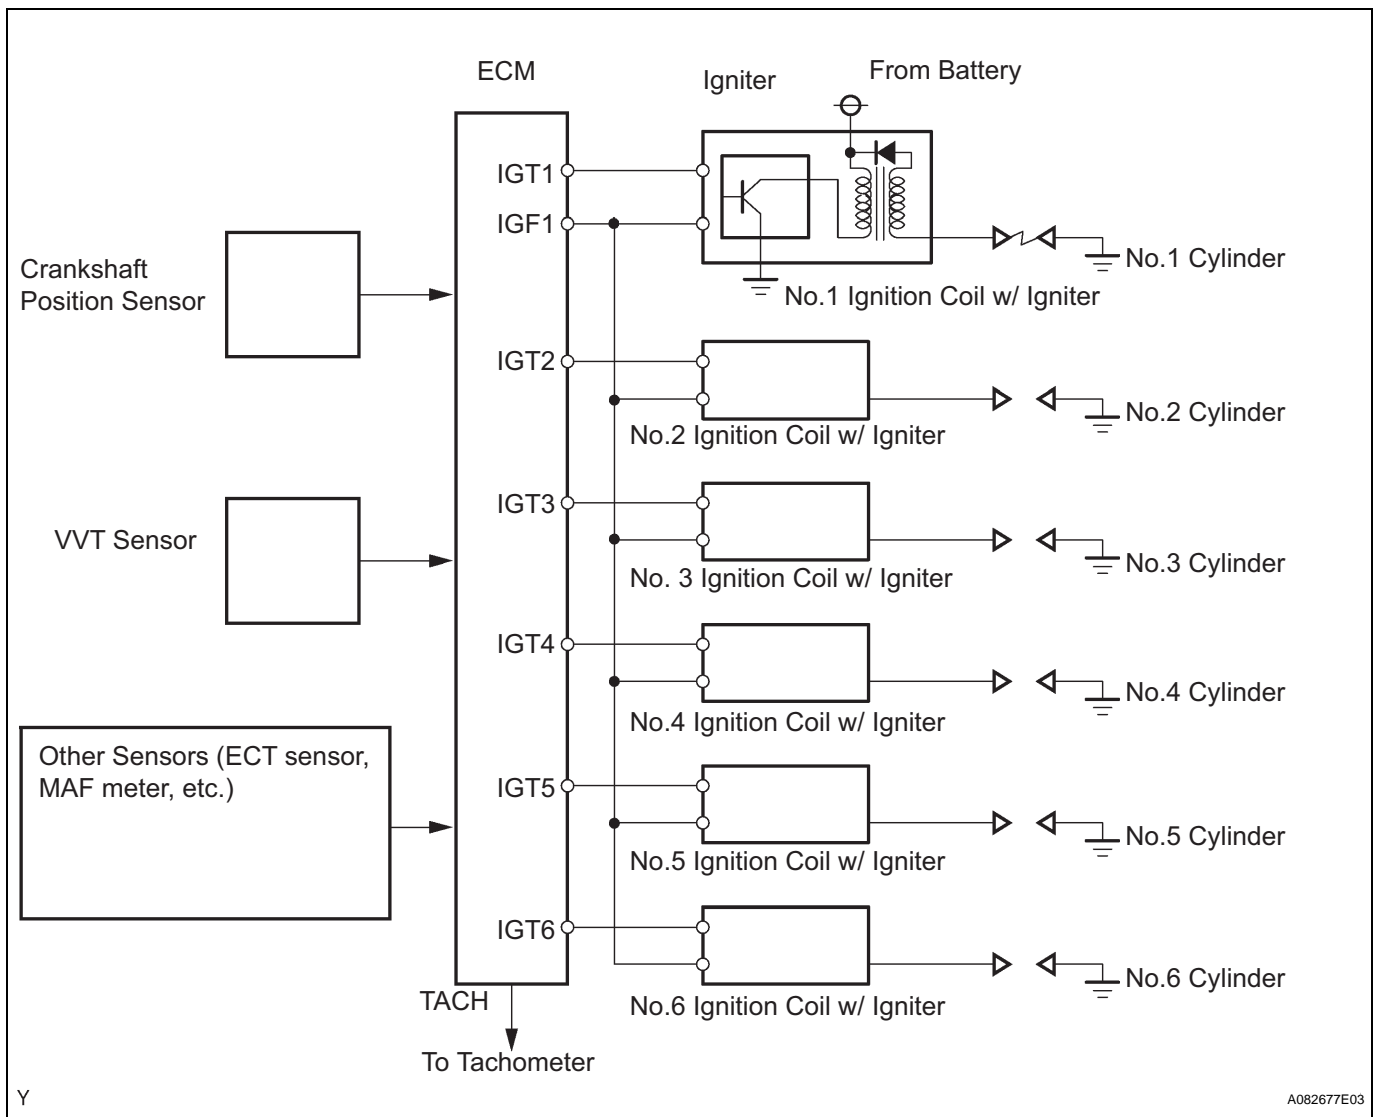 ECM
Igniter
From Battery
IGT1
IGF1
Crankshaft
Position Sensor
No.1 Cylinder
No.1 Ignition Coil w/ Igniter
IGT2
No.2 Cylinder
No.2 Ignition Coil w/ Igniter
IGT3
VVT Sensor
No.3 Cylinder
No. 3 Ignition Coil w/ Igniter
IGT4
No.4 Cylinder
No.4 Ignition Coil w/ Igniter
Other Sensors (ECT sensor,
MAF meter, etc.)
IGT5
No.5 Cylinder
No.5 Ignition Coil w/ Igniter
IGT6
No.6 Cylinder
No.6 Ignition Coil w/ Igniter
TACH
To Tachometer
Y
A082677E03